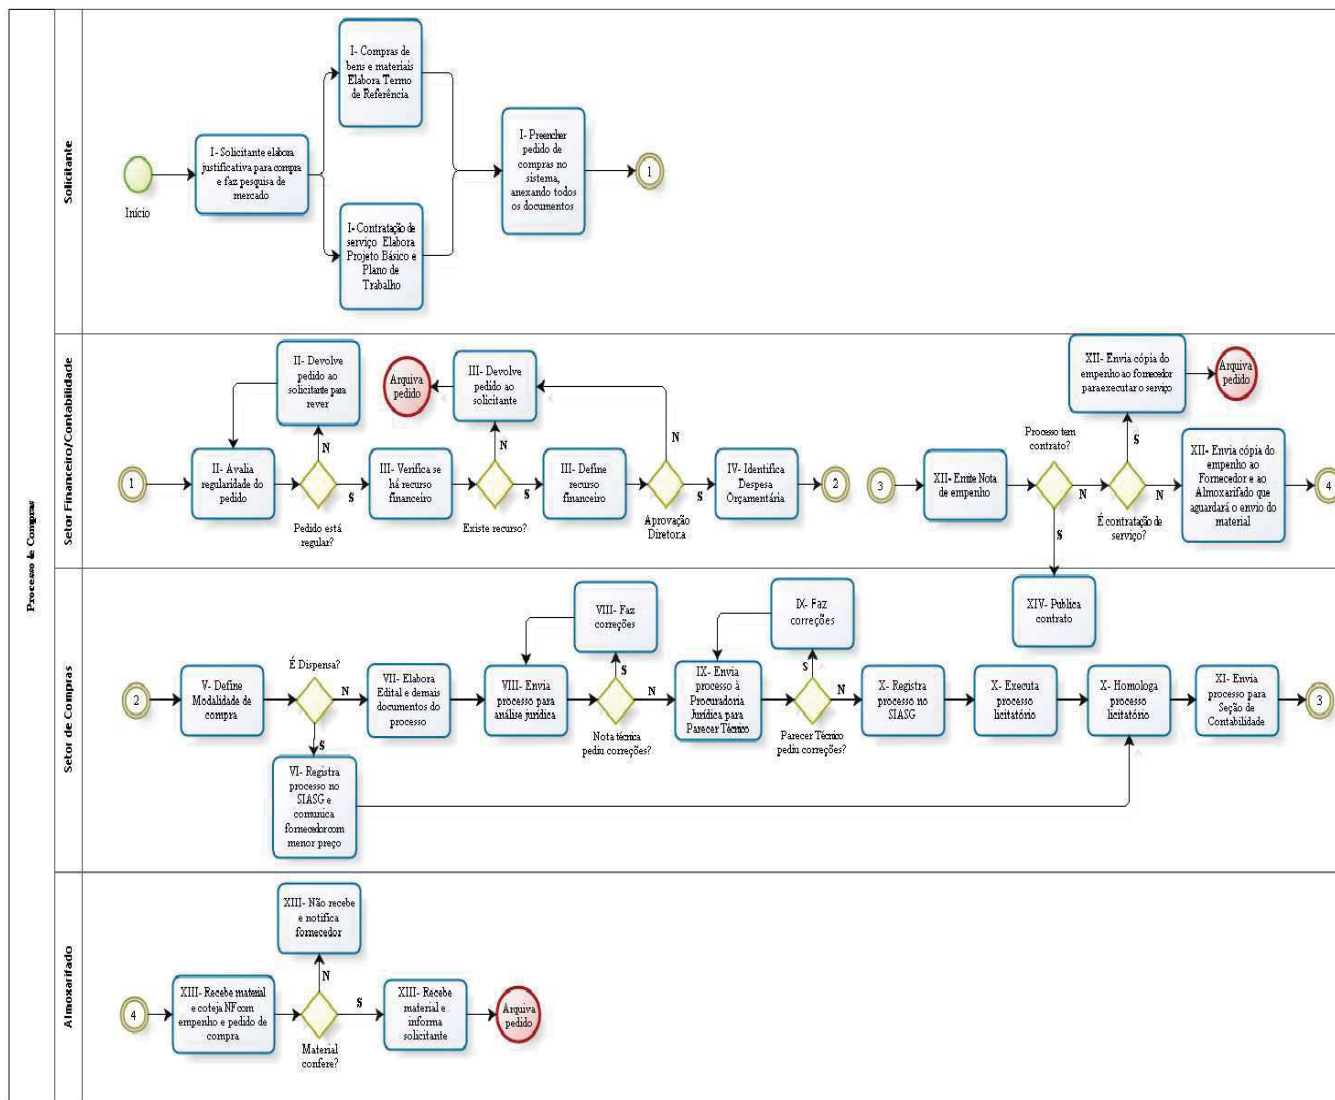 Processo de Compras
Solicitante
Início
I- Solicitante elabora
justificativa para compra
e faz pesquisa de
mercado
I- Compras de
bens e materiais
Elabora Termo
de Referência
I- Contratação de
serviço Elabora
Projeto Básico e
Plano de
Trabalho
I- Preencher
pedido de
compras no
sistema,
anexando todos
os documentos
1
Setor Financeiro/Contabilidade
1
II- Avalia
regularidade do
pedido
II- Devolve
pedido ao
solicitante para
rever
N
S
Pedido está
regular?
III- Verifica se
há recurso
financeiro
Arquiva
pedido
III- Devolve
pedido ao
solicitante
N
S
Existe recurso?
III- Define
recurso
financeiro
N
S
Aprovação
Diretoria
IV- Identifica
Despesa
Orçamentária
2
3
XII- Emite Nota
de empenho
Processo tem
contrato?
N
S
É contratação de
serviço?
S
N
XII- Envia cópia do
empenho ao fornecedor
para executar o serviço
Arquiva
pedido
XII- Envia cópia do
empenho ao
Fornecedor e ao
Almoxarifado que
aguardará o envio do
material
4
Setor de Compras
XIV- Publica
contrato
2
V- Define
Modalidade de
compra
É Dispensa?
N
S
VI- Registra
processo no
SIASG e
comunica
fornecedor com
menor preço
VII- Elabora
Edital e demais
documentos do
processo
VIII- Envia
processo para
análise jurídica
VIII- Faz
correções
S
N
Nota técnica
pediu correções?
IX- Envia
processo à
Procuradoria
Jurídica para
Parecer Técnico
IX- Faz
correções
S
N
Parecer Técnico
pediu correções?
X- Registra
processo no
SIASG
X- Executa
processo
licitatório
X- Homologa
processo
licitatório
XI- Envia
processo para
Seção de
Contabilidade
3
Almoxarifado
4
XIII- Recebe material
e coteja NF com
empenho e pedido de
compra
XIII- Não recebe
e notifica
fornecedor
N
S
Material
confere?
XIII- Recebe
material e
informa
solicitante
Arquiva
pedido